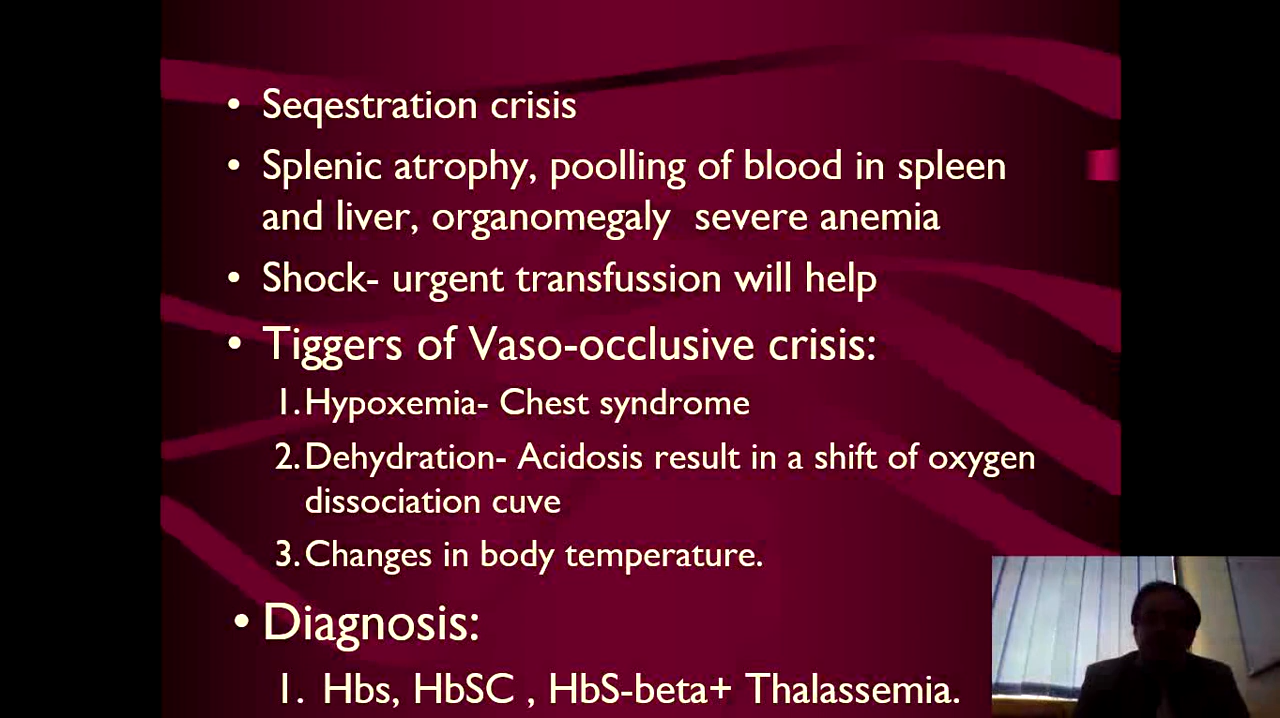 • Seqestration crisis
• Splenic atrophy, poolling of blood in spleen
and liver, organomegaly severe anemia
• Shock- urgent transfussion will help
• Tiggers of Vaso-occlusive crisis:
1. Hypoxemia- Chest syndrome
2. Dehydration- Acidosis result in a shift of oxygen
dissociation cuve
3. Changes in body temperature.
• Diagnosis:
1. Hbs, HbSC , HbS-beta+ Thalassemia.